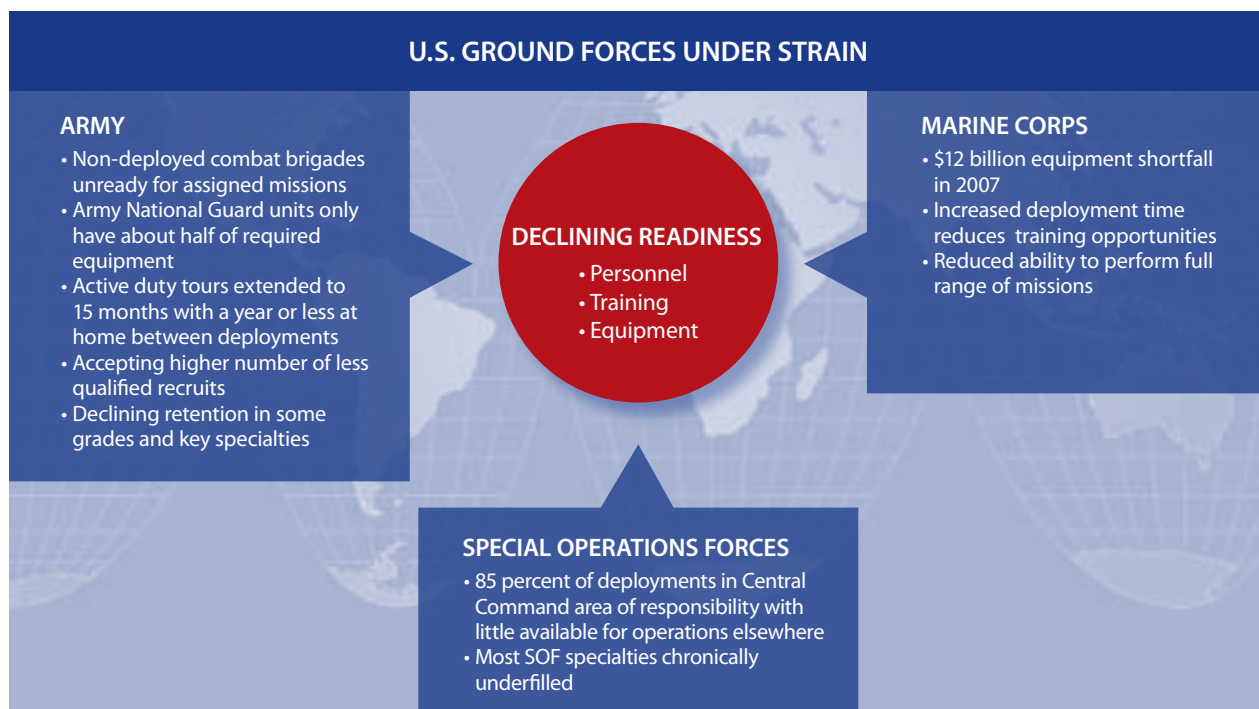 U.S. GROUND FORCES UNDER STRAIN
ARMY
• Non-deployed combat brigades
unready for assigned missions
• Army National Guard units only
have about half of required
equipment
• Active duty tours extended to
15 months with a year or less at
home between deployments
• Accepting higher number of less
qualified recruits
• Declining retention in some
grades and key specialties
DECLINING READINESS
• Personnel
• Training
• Equipment
MARINE CORPS
• $12 billion equipment shortfall
in 2007
• Increased deployment time
reduces training opportunities
• Reduced ability to perform full
range of missions
SPECIAL OPERATIONS FORCES
• 85 percent of deployments in Central
Command area of responsibility with
little available for operations elsewhere
• Most SOF specialties chronically
underfilled